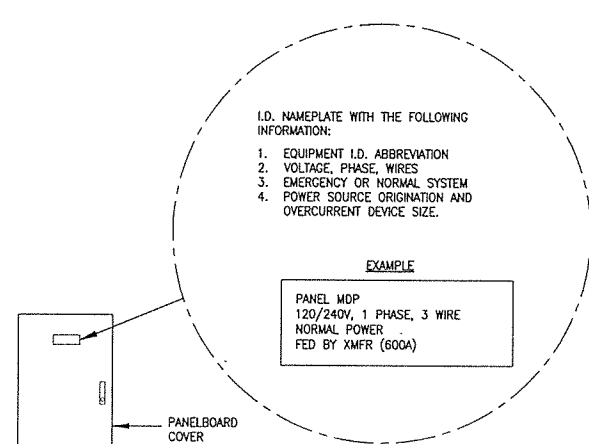 I.D. NAMEPLATE WITH THE FOLLOWING
INFORMATION:
1. EQUIPMENT I.D. ABBREVIATION
2. VOLTAGE, PHASE, WIRES
3. EMERGENCY OR NORMAL SYSTEM
4. POWER SOURCE ORIGINATION AND
OVERCURRENT DEVICE SIZE.
EXAMPLE
PANEL MDP
120/240V, 1 PHASE, 3 WIRE
NORMAL POWER
FED BY XMFR (600A)
PANELBOARD
COVER